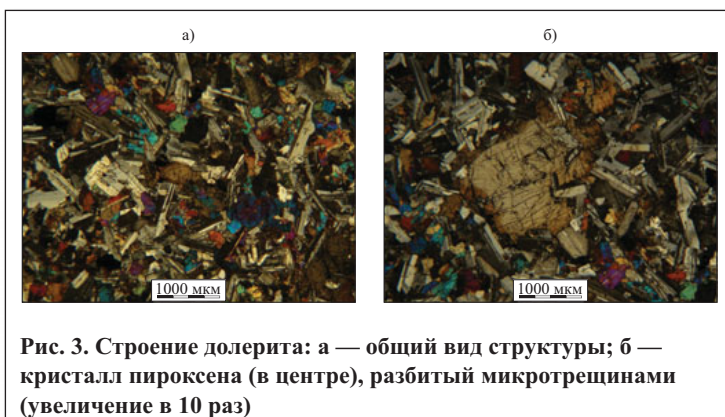 а)
б)
1000 мкм
1000 мкм
Рис. 3. Строение долерита: а — общий вид структуры; б —
кристалл пироксена (в центре), разбитый микротрещинами
(увеличение в 10 раз)